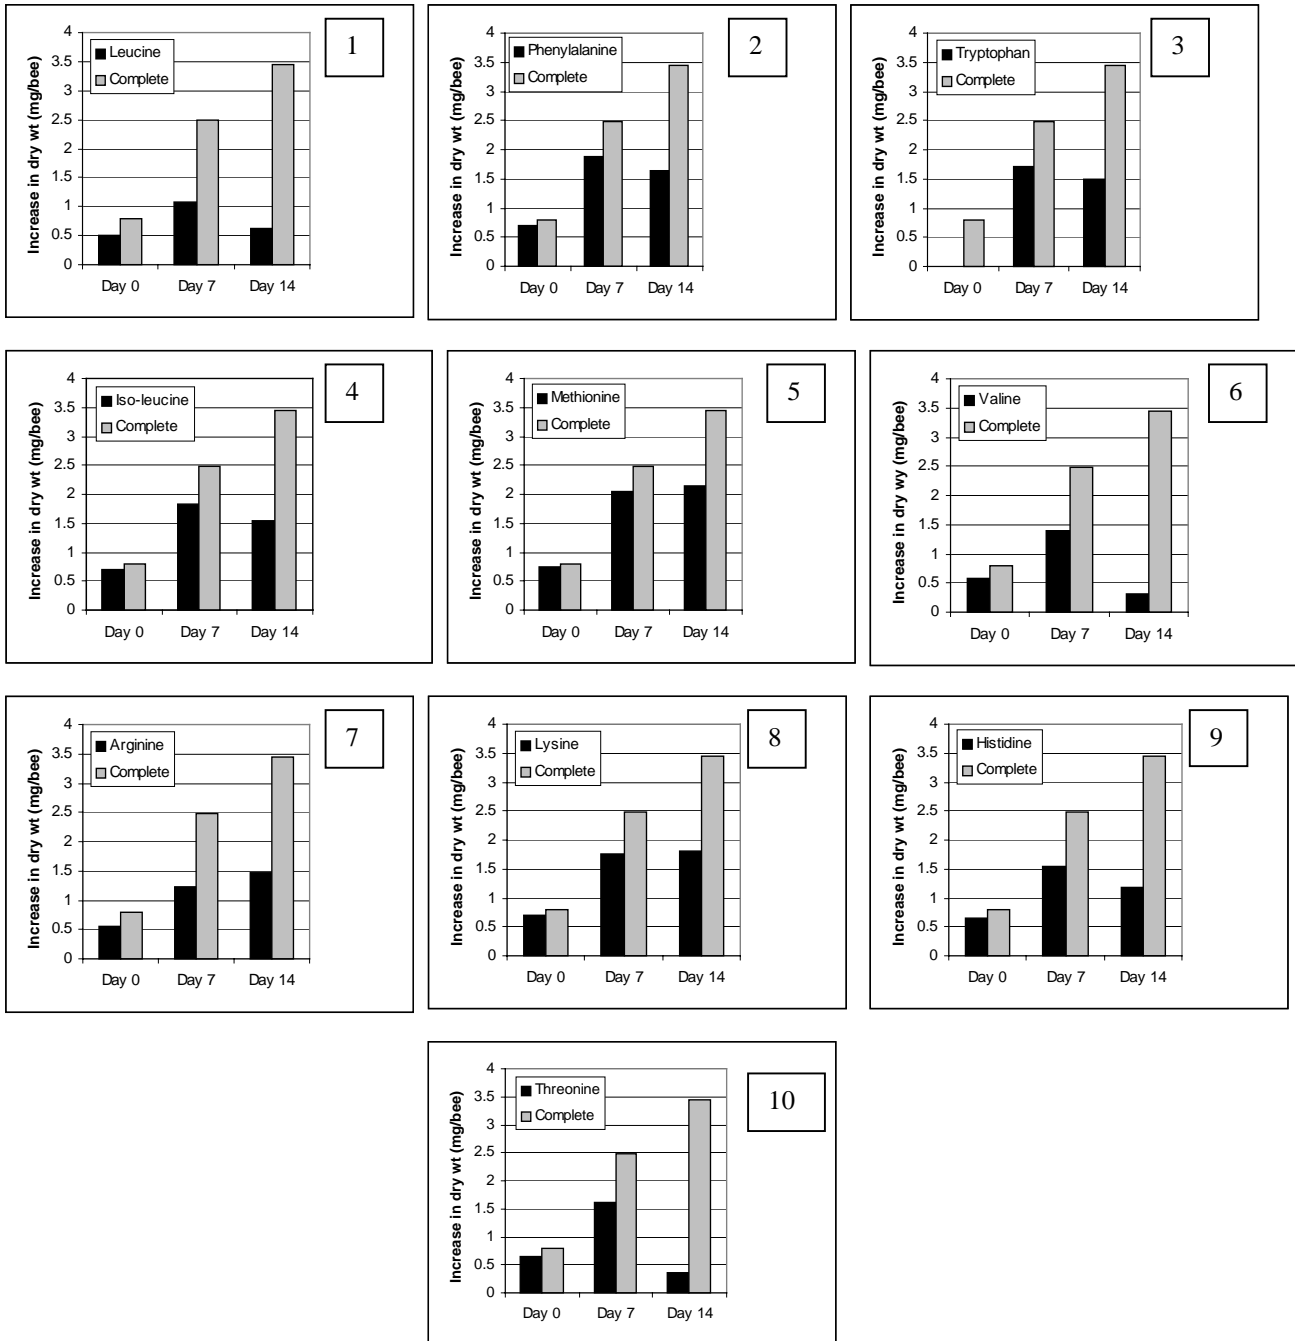 Increase in dry wt (mg/bee)
4
3.5
3
2.5
2
1.5
1
0.5
0
Leucine
Complete
Day 0 Day 7 Day 14
1
Increase in dry wt (mg/bee)
4
3.5
3
2.5
2
1.5
1
0.5
0
Phenylalanine
Complete
Day 0 Day 7 Day 14
2
Increase in dry wt (mg/bee)
4
3.5
3
2.5
2
1.5
1
0.5
0
Tryptophan
Complete
Day 0 Day 7 Day 14
3
Increase in dry wt (mg/bee)
4
3.5
3
2.5
2
1.5
1
0.5
0
Iso-leucine
Complete
Day 0 Day 7 Day 14
4
Increase in dry wt (mg/bee)
4
3.5
3
2.5
2
1.5
1
0.5
0
Methionine
Complete
Day 0 Day 7 Day 14
5
Increase in dry wy (mg/bee)
4
3.5
3
2.5
2
1.5
1
0.5
0
Valine
Complete
Day 0 Day 7 Day 14
6
Increase in dry wt (mg/bee)
4
3.5
3
2.5
2
1.5
1
0.5
0
Arginine
Complete
Day 0 Day 7 Day 14
7
Increase in dry wt (mg/bee)
4
3.5
3
2.5
2
1.5
1
0.5
0
Lysine
Complete
Day 0 Day 7 Day 14
8
Increase in dry wt (mg/bee)
4
3.5
3
2.5
2
1.5
1
0.5
0
Histidine
Complete
Day 0 Day 7 Day 14
9
Increase in dry wt (mg/bee)
4
3.5
3
2.5
2
1.5
1
0.5
0
Threonine
Complete
Day 0 Day 7 Day 14
10